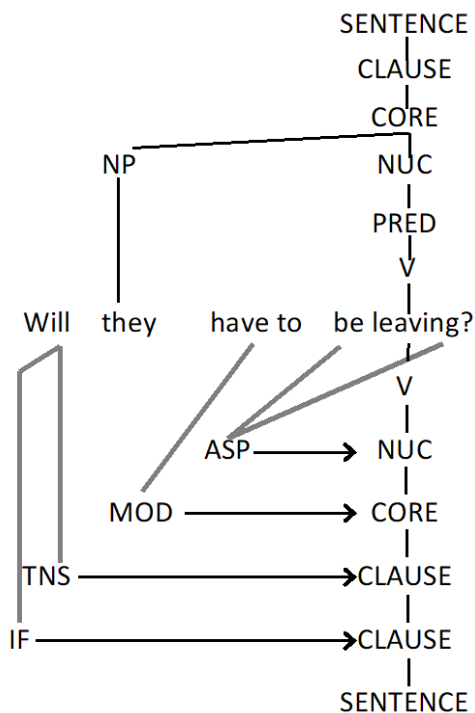 SENTENCE
CLAUSE
CORE
NP NUC
PRED
V
Will they have to be leaving?
V
ASP NUC
MOD CORE
TNS CLAUSE
IF CLAUSE
SENTENCE